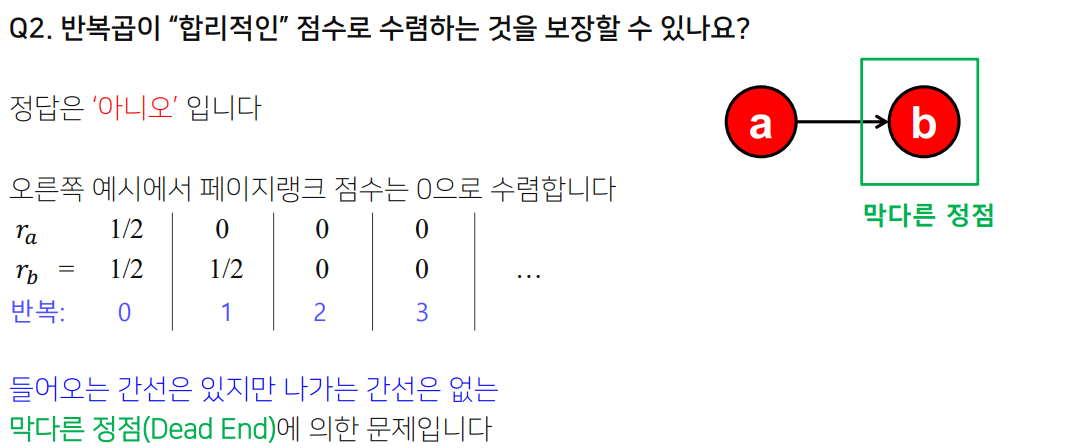 Q2. 반복곱이 “합리적인” 점수로 수렴하는 것을 보장할 수 있나요?
정답은 ‘아니오’ 입니다
a
b
막다른 정점
오른쪽 예시에서 페이지랭크 점수는 0으로 수렴합니다
r_a 1/2 0 0 0
r_b = 1/2 1/2 0 0 …
반복: 0 1 2 3
들어오는 간선은 있지만 나가는 간선은 없는
막다른 정점(Dead End)에 의한 문제입니다